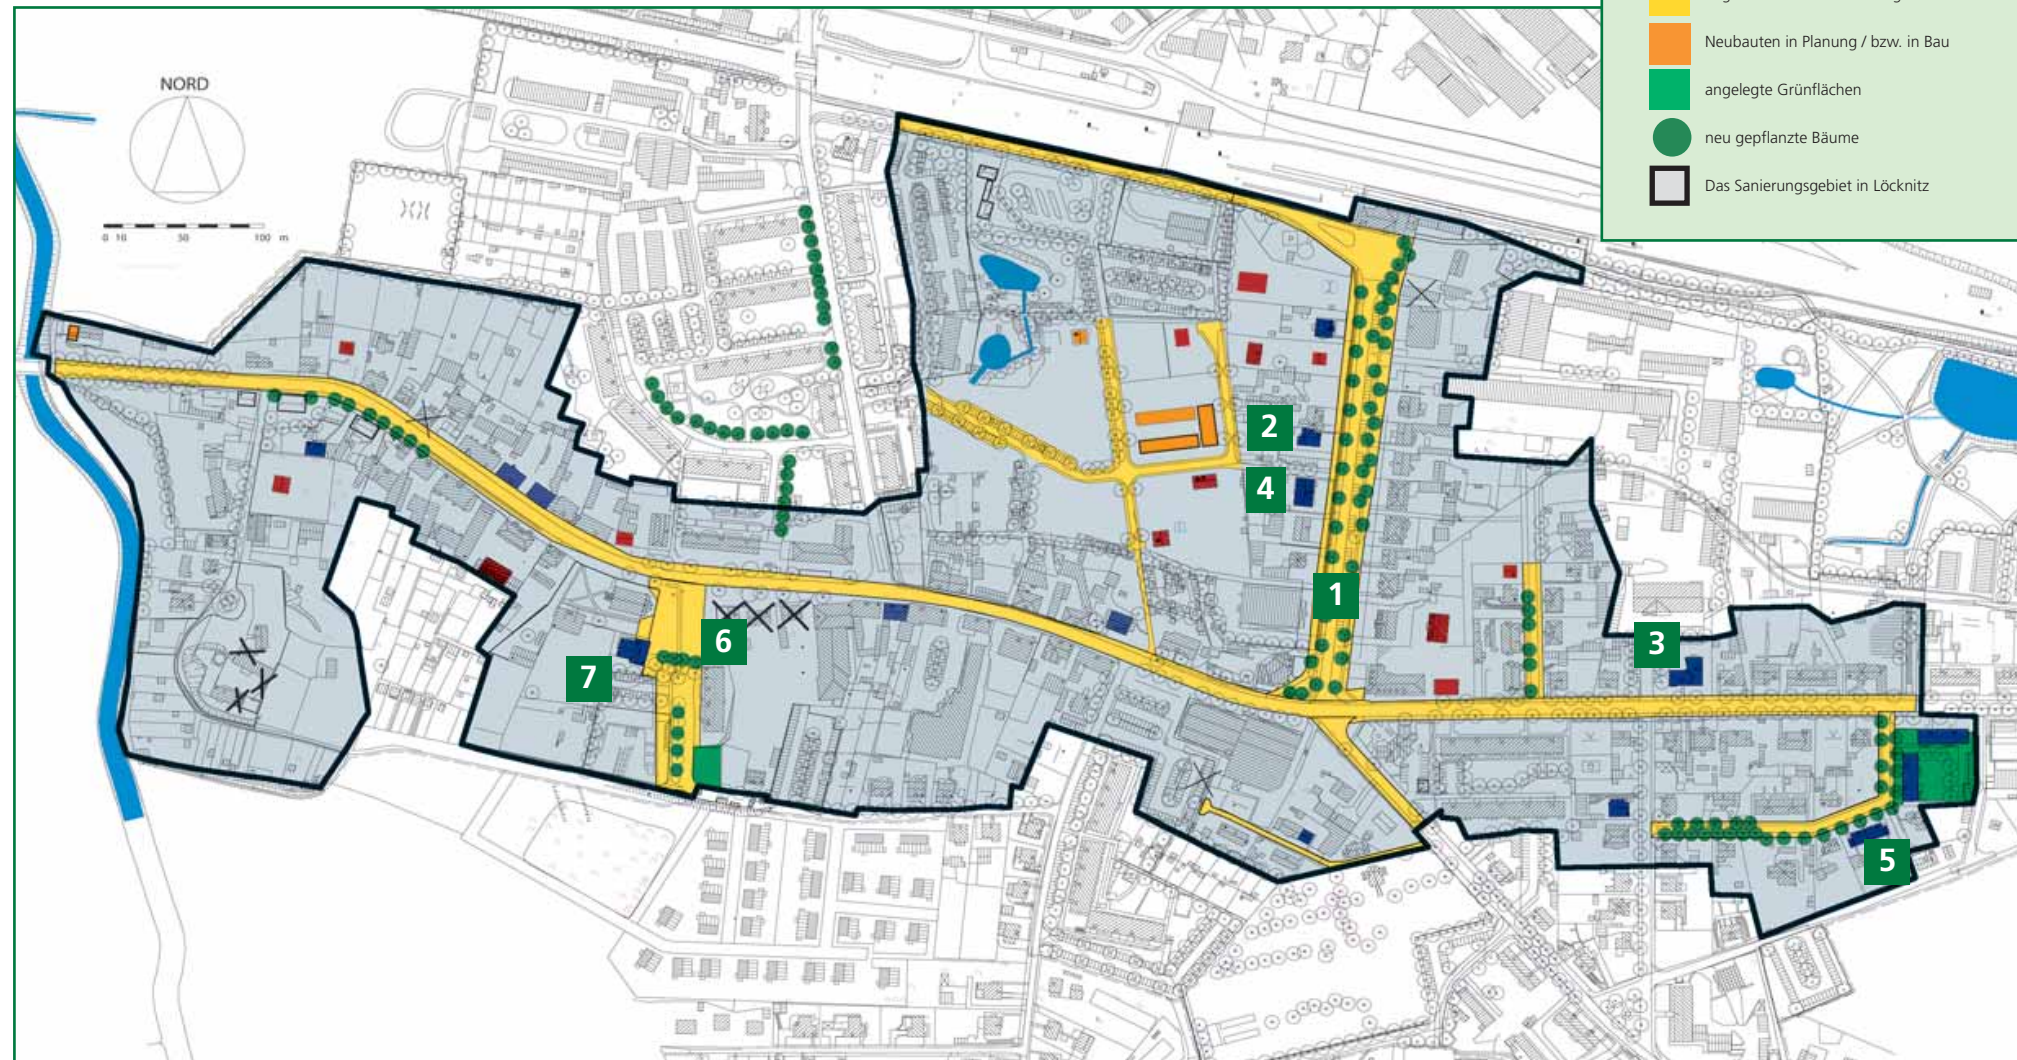 Neubauten in Planung / bzw. in Bau
angelegte Grünflächen
neu gepflanzte Bäume
Das Sanierungsgebiet in Löcknitz
NORD
0 10 50 100 m
2
4
1
3
6
7
5